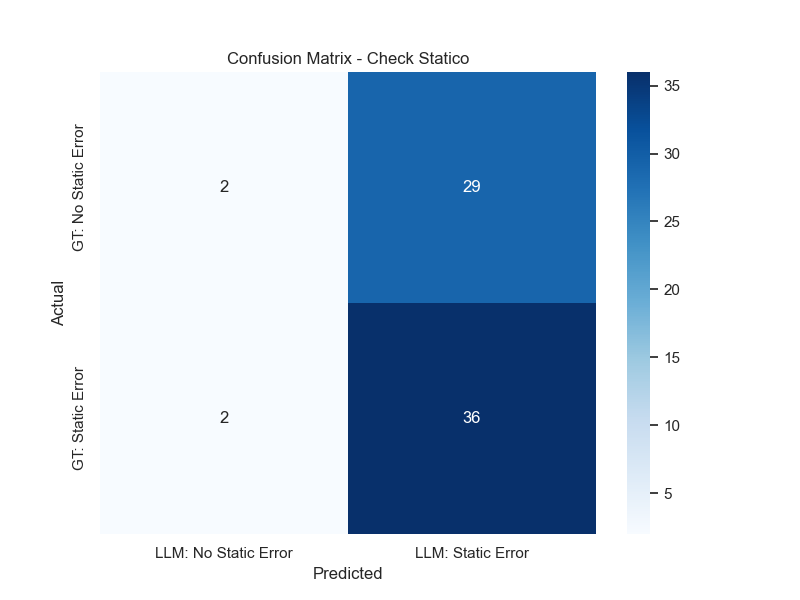 Confusion Matrix - Check Statico
Actual
GT: No Static Error
GT: Static Error
2
29
2
36
LLM: No Static Error
LLM: Static Error
Predicted
35
30
25
20
15
10
5